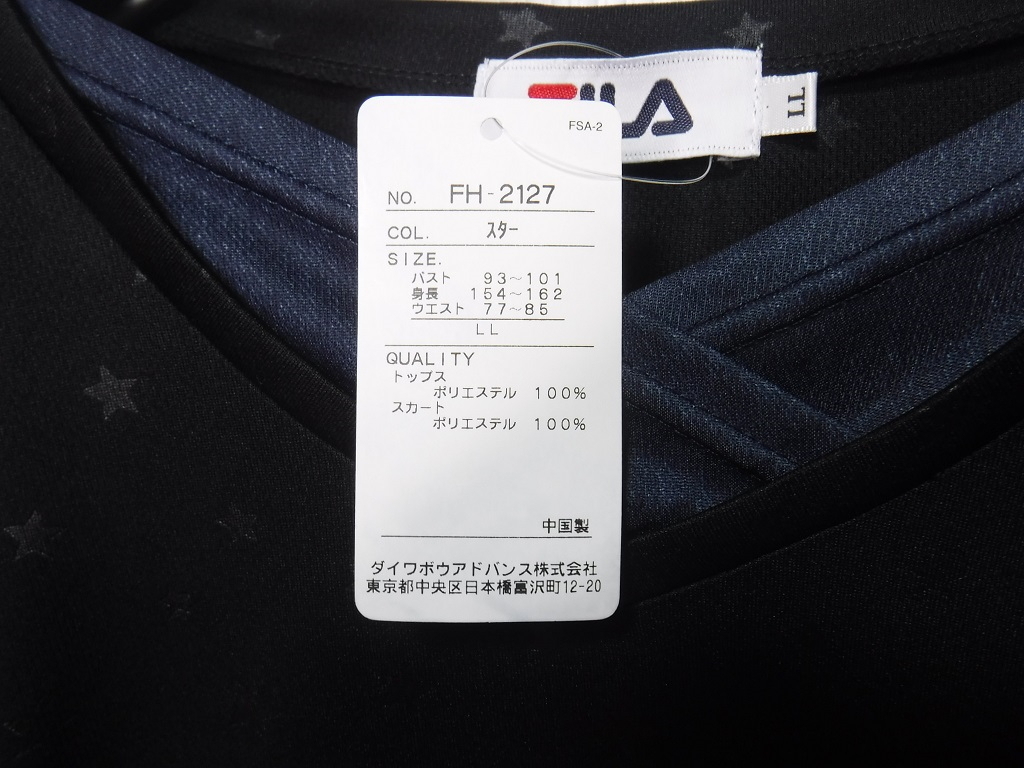 FILA
LL
FSA-2
NO. FH-2127
COL. スター
SIZE.
バスト 93~101
身長 154~162
ウエスト 77~85
LL
QUALITY
トップス
ポリエステル 100%
スカート
ポリエステル 100%
中国製
ダイワボウアドバンス株式会社
東京都中央区日本橋富沢町12-20